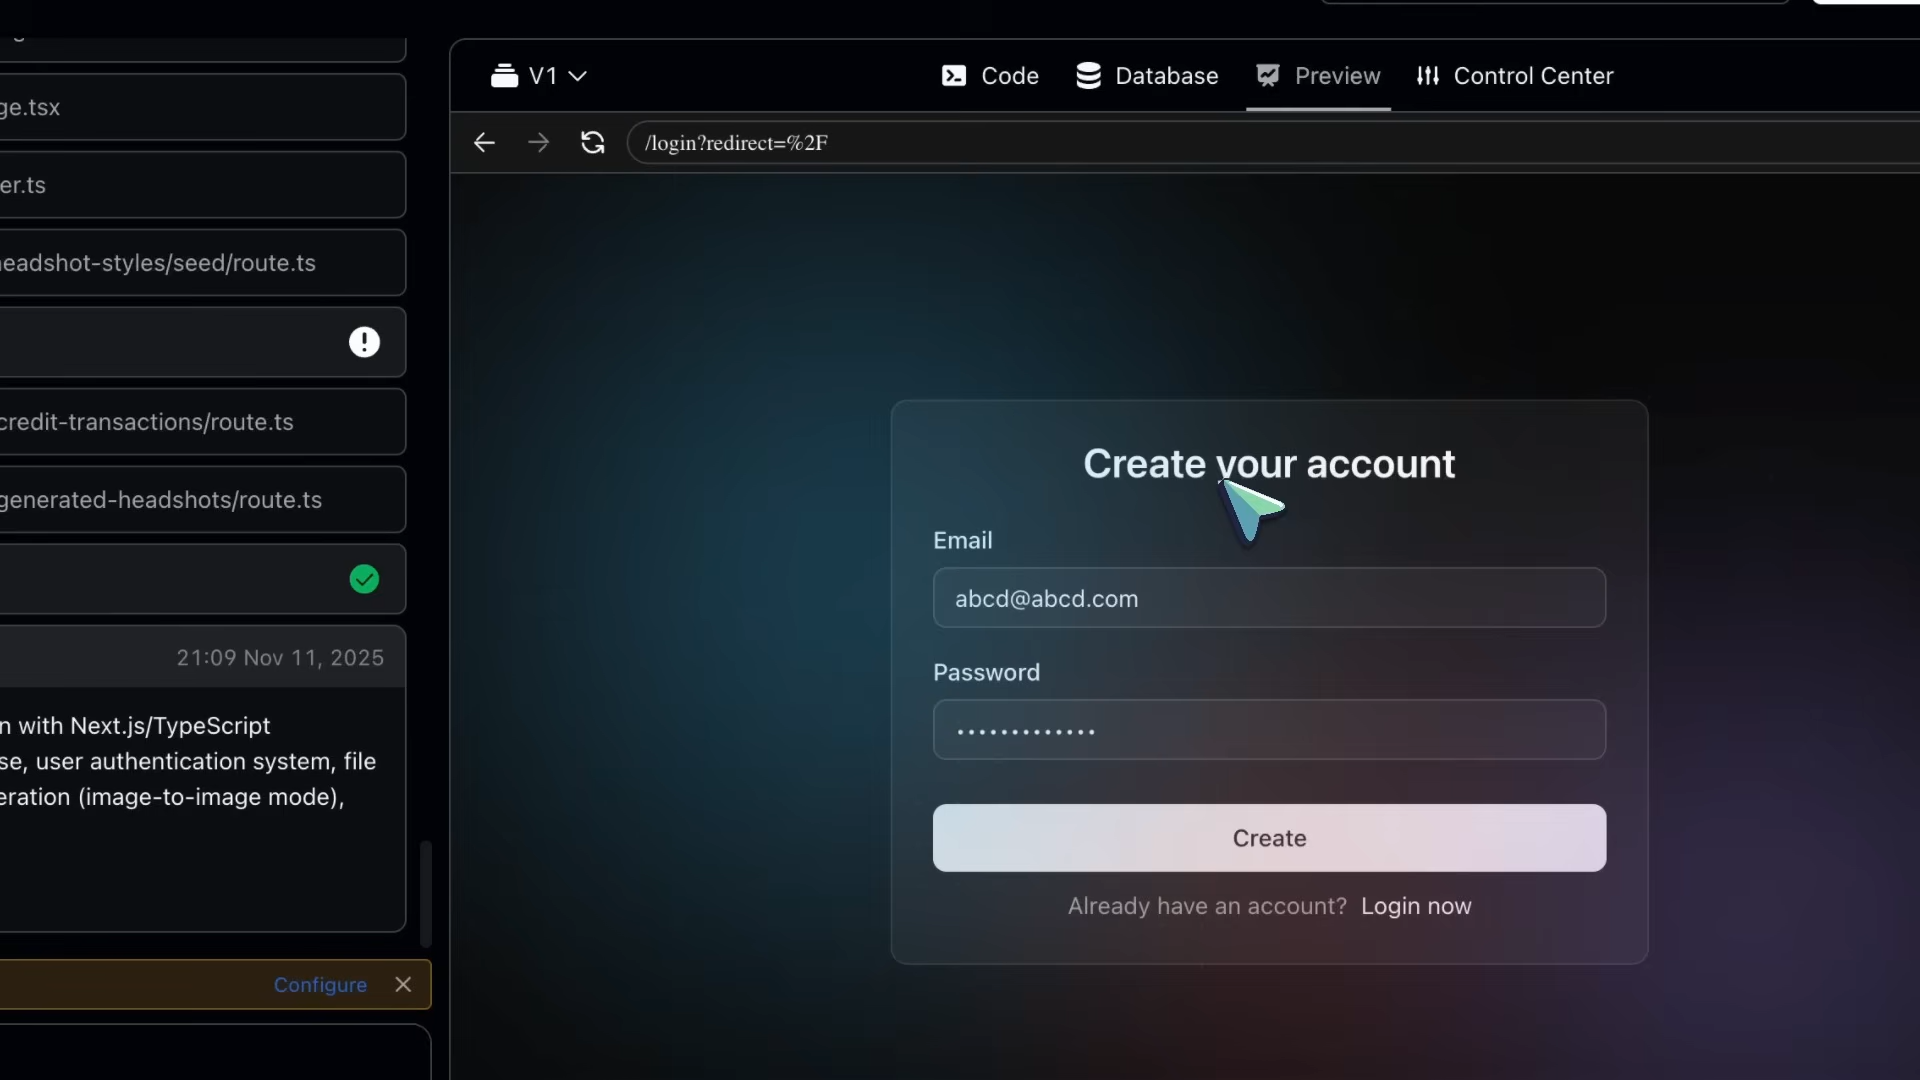 ge.tsx
er.ts
eadshot-styles/seed/route.ts
credit-transactions/route.ts
generated-headshots/route.ts
21:09 Nov 11, 2025
n with Next.js/TypeScript
se, user authentication system, file
eration (image-to-image mode),
Configure
V1
Code
Database
Preview
Control Center
/login?redirect=%2F
Create your account
Email
abcd@abcd.com
Password
•••••••••••••
Create
Already have an account? Login now